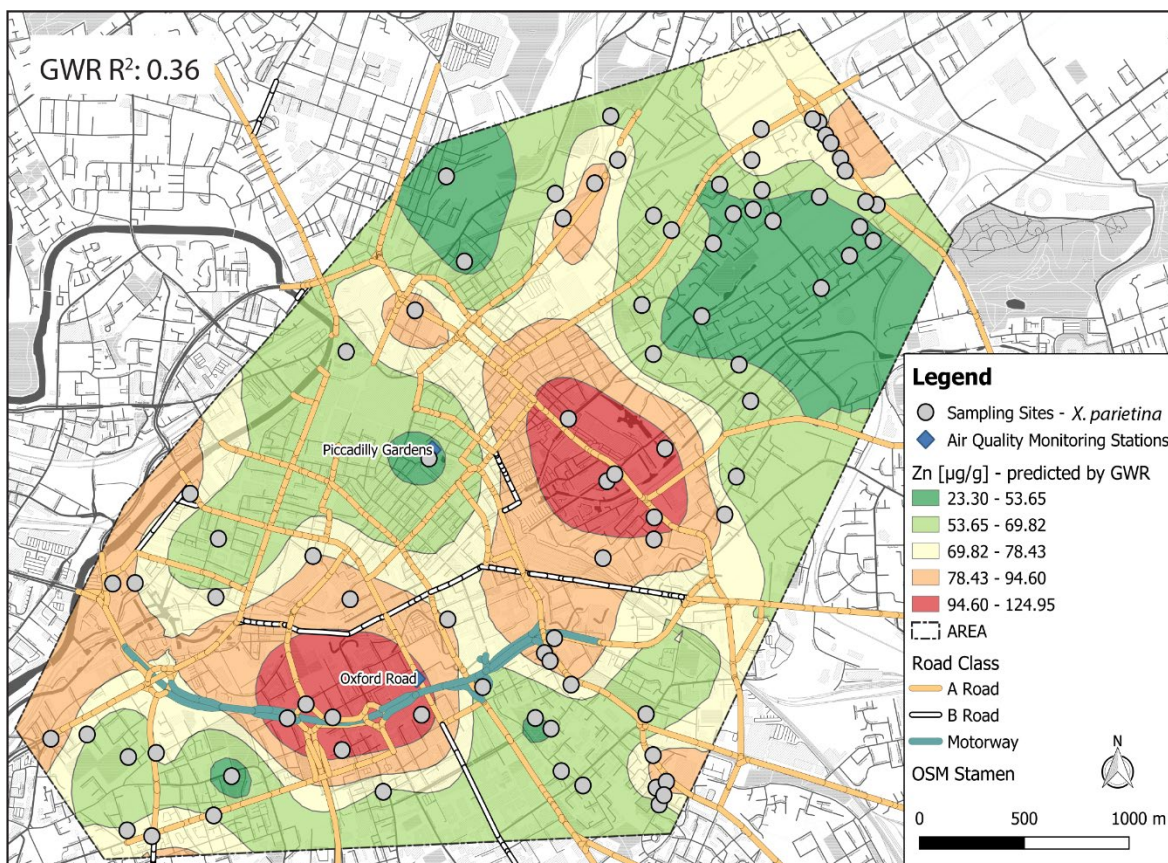 GWR R²: 0.36
Piccadilly Gardens
Oxford Road
Legend
Sampling Sites - X. parietina
Air Quality Monitoring Stations
Zn [µg/g] - predicted by GWR
23.30 - 53.65
53.65 - 69.82
69.82 - 78.43
78.43 - 94.60
94.60 - 124.95
AREA
Road Class
A Road
B Road
Motorway
OSM Stamen
N
0 500 1000 m